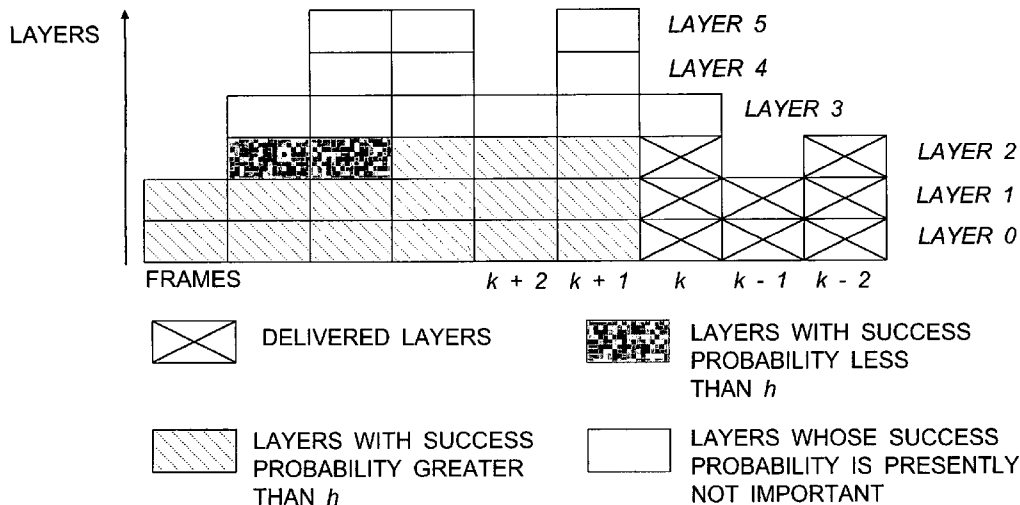 LAYERS
LAYER 5
LAYER 4
LAYER 3
LAYER 2
LAYER 1
LAYER 0
FRAMES
k + 2
k + 1
k
k - 1
k - 2
DELIVERED LAYERS
LAYERS WITH SUCCESS
PROBABILITY LESS
THAN h
LAYERS WITH SUCCESS
PROBABILITY GREATER
THAN h
LAYERS WHOSE SUCCESS
PROBABILITY IS PRESENTLY
NOT IMPORTANT